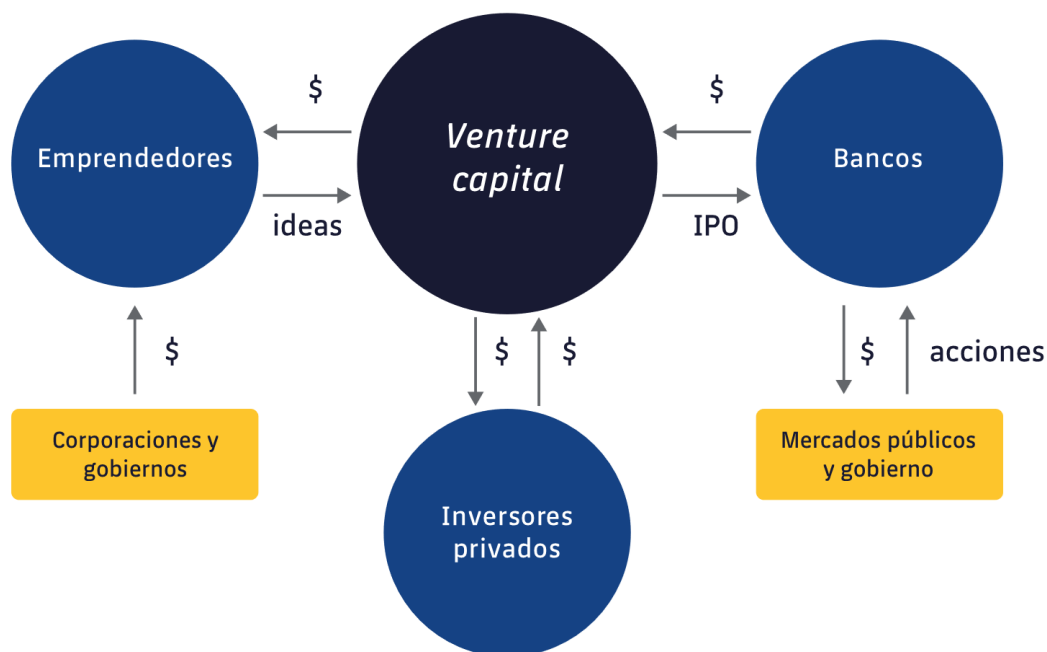 $
$
Emprendedores
Venture
capital
Bancos
ideas
IPO
$
$
$
$
acciones
Corporaciones y
gobiernos
Mercados públicos
y gobierno
Inversores
privados